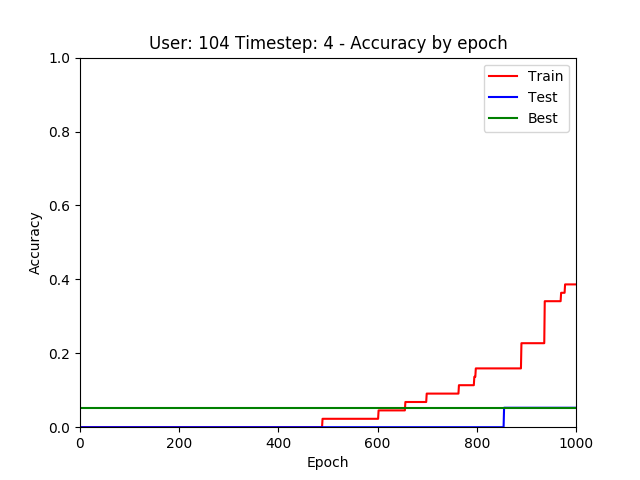 User: 104 Timestep: 4 - Accuracy by epoch
1.0
0.8
0.6
0.4
0.2
0.0
Accuracy
Train
Test
Best
0 200 400 600 800 1000
Epoch